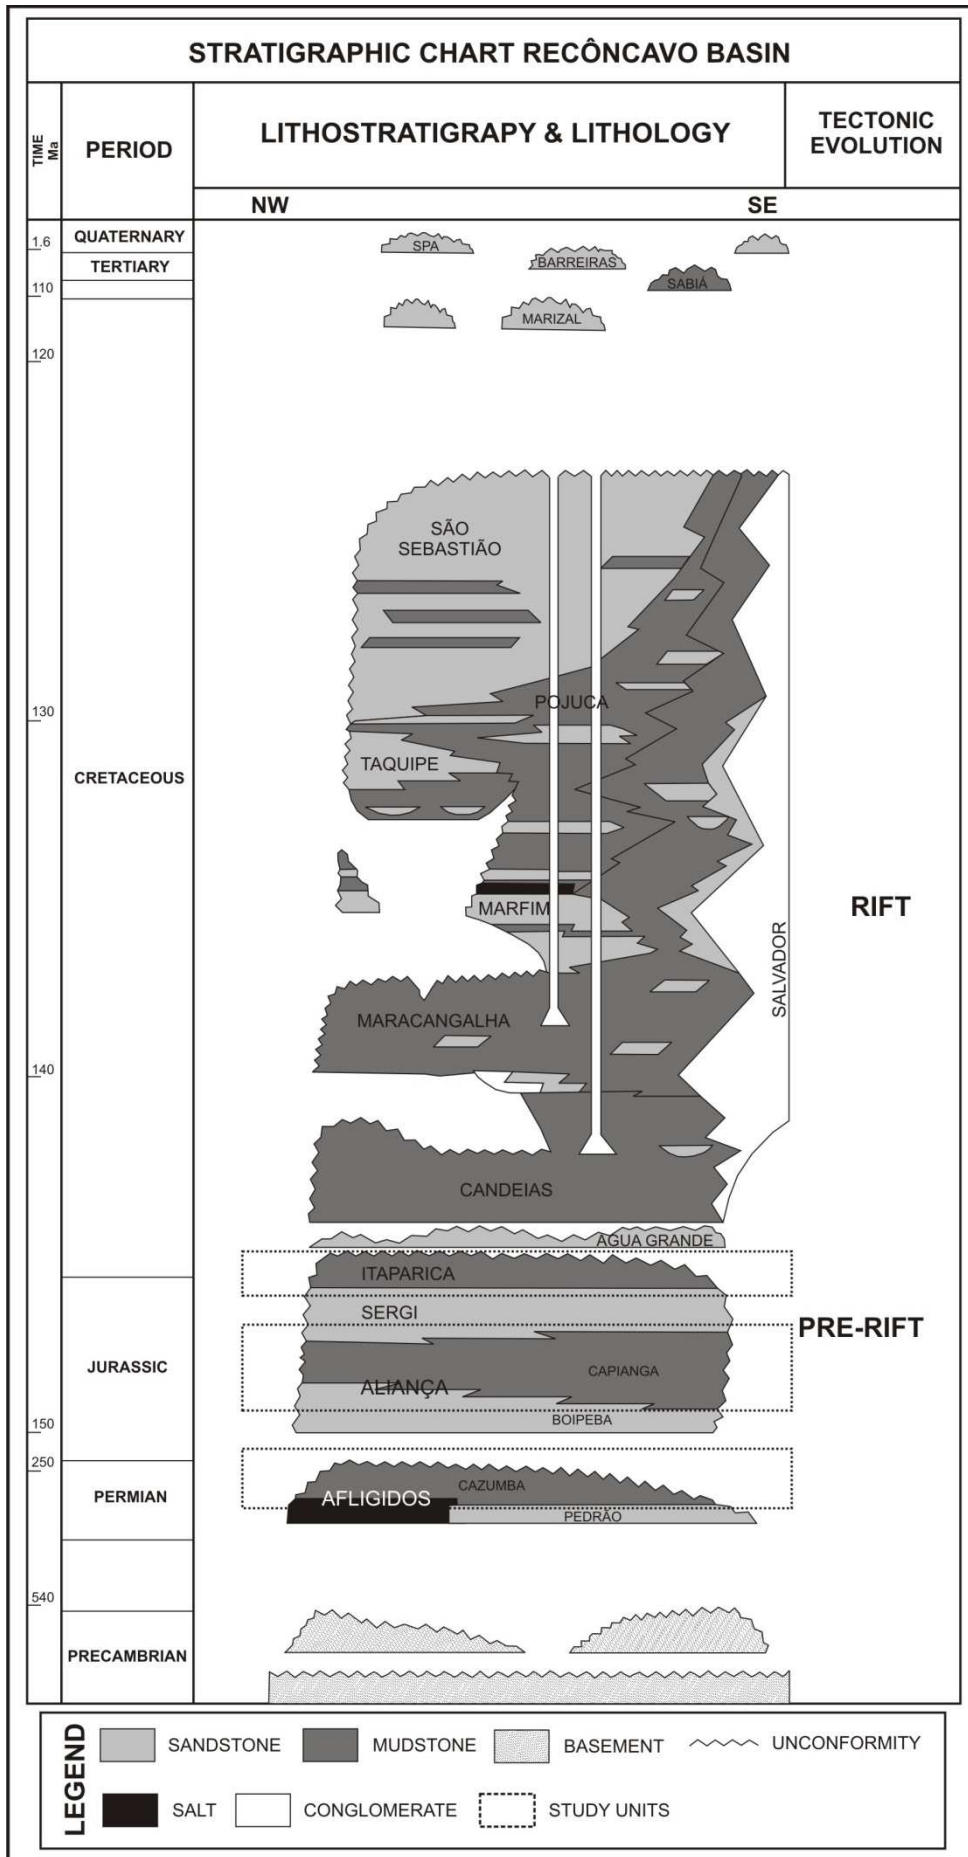 STRATIGRAPHIC CHART RECÔNCAVO BASIN
TIME
Ma
PERIOD
LITHOSTRATIGRAPY & LITHOLOGY
TECTONIC
EVOLUTION
NW
SE
QUATERNARY
1.6
SPA
TERTIARY
BARREIRAS
SABIÁ
110
MARIZAL
120
SÃO
SEBASTIÃO
POJUCA
130
TAQUIPE
CRETACEOUS
MARFIM
RIFT
SALVADOR
MARACANGALHA
140
CANDEIAS
AGUA GRANDE
ITAPARICA
SERGI
PRE-RIFT
JURASSIC
CAPIANGA
ALIANÇA
BOIPEBA
150
250
CAZUMBA
PERMIAN
AFLIGIDOS
PEDRÃO
540
PRECAMBRIAN
LEGEND
SANDSTONE
MUDSTONE
BASEMENT
UNCONFORMITY
SALT
CONGLOMERATE
STUDY UNITS